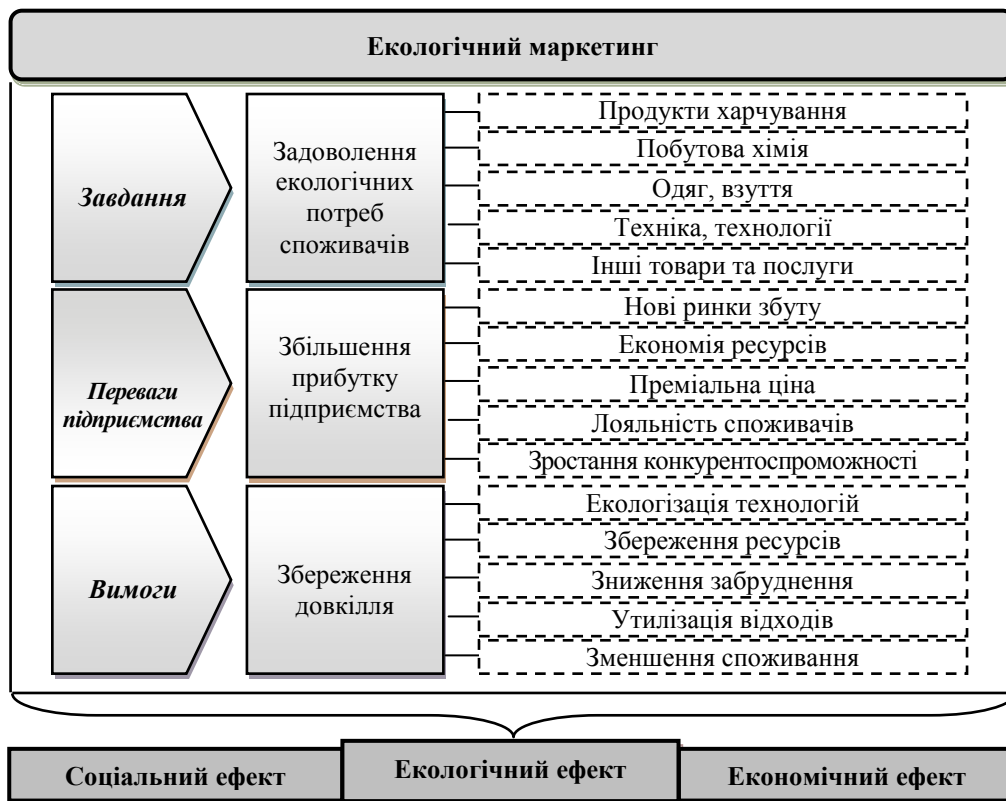 Екологічний маркетинг
Завдання
Задоволення
екологічних
потреб
споживачів
Продукти харчування
Побутова хімія
Одяг, взуття
Техніка, технології
Інші товари та послуги
Переваги
підприємства
Збільшення
прибутку
підприємства
Нові ринки збуту
Економія ресурсів
Преміальна ціна
Лояльність споживачів
Зростання конкурентоспроможності
Вимоги
Збереження
довкілля
Екологізація технологій
Збереження ресурсів
Зниження забруднення
Утилізація відходів
Зменшення споживання
Соціальний ефект
Екологічний ефект
Економічний ефект